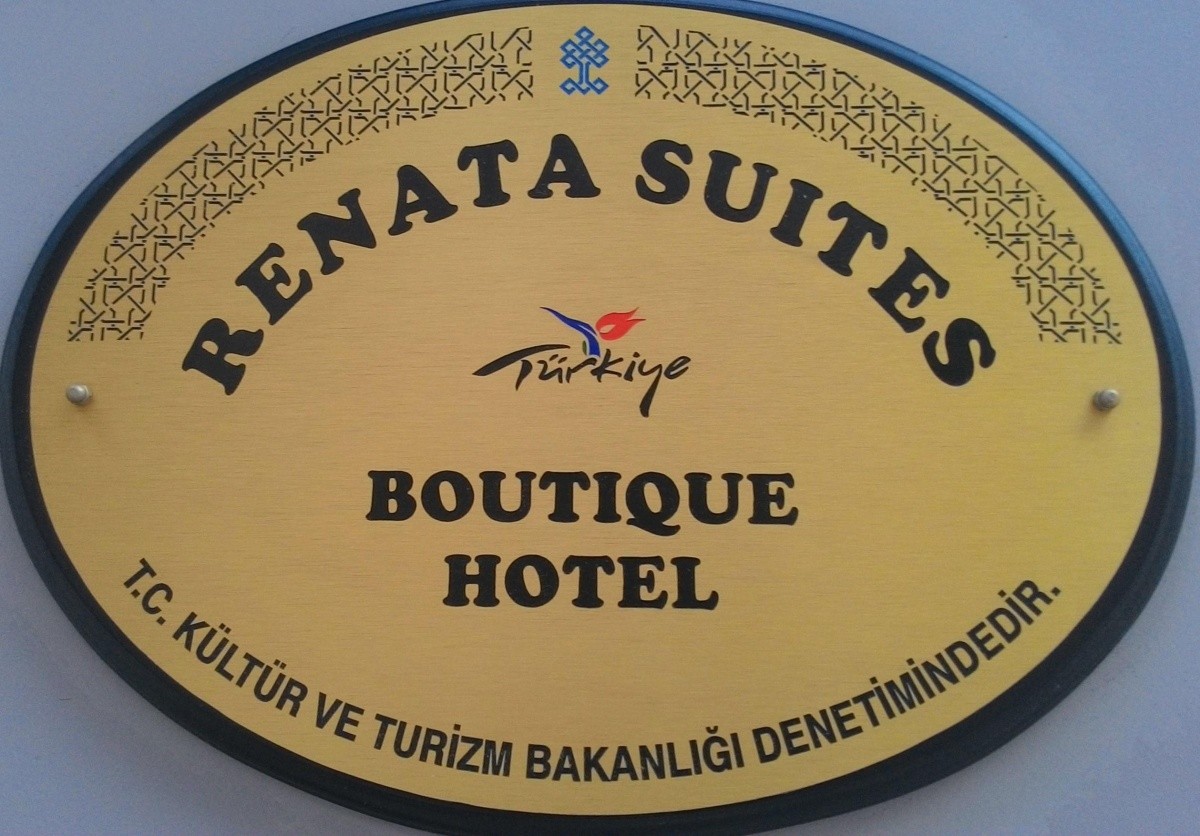 RENATA SUITES
Türkiye
BOUTIQUE
HOTEL
T.C. KÜLTÜR VE TURİZM BAKANLIĞI DENETİMİNDEDİR.